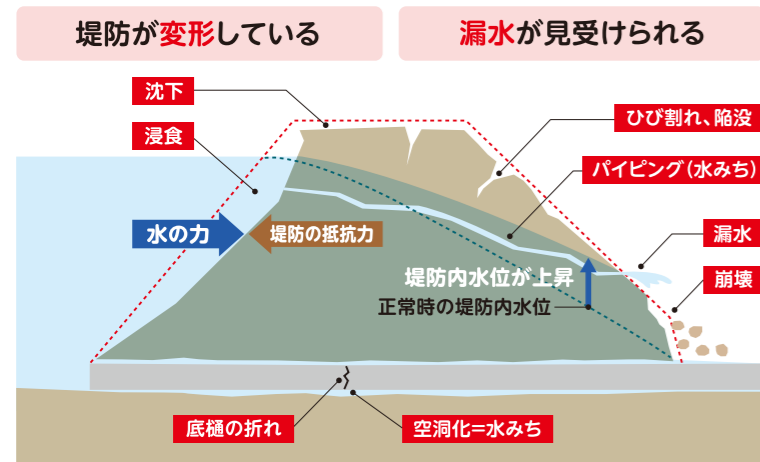 堤防が変形している
漏水が見受けられる
沈下
浸食
ひび割れ、陥没
パイピング（水みち）
水の力
堤防の抵抗力
漏水
堤防内水位が上昇
崩壊
正常時の堤防内水位
底樋の折れ
空洞化＝水みち